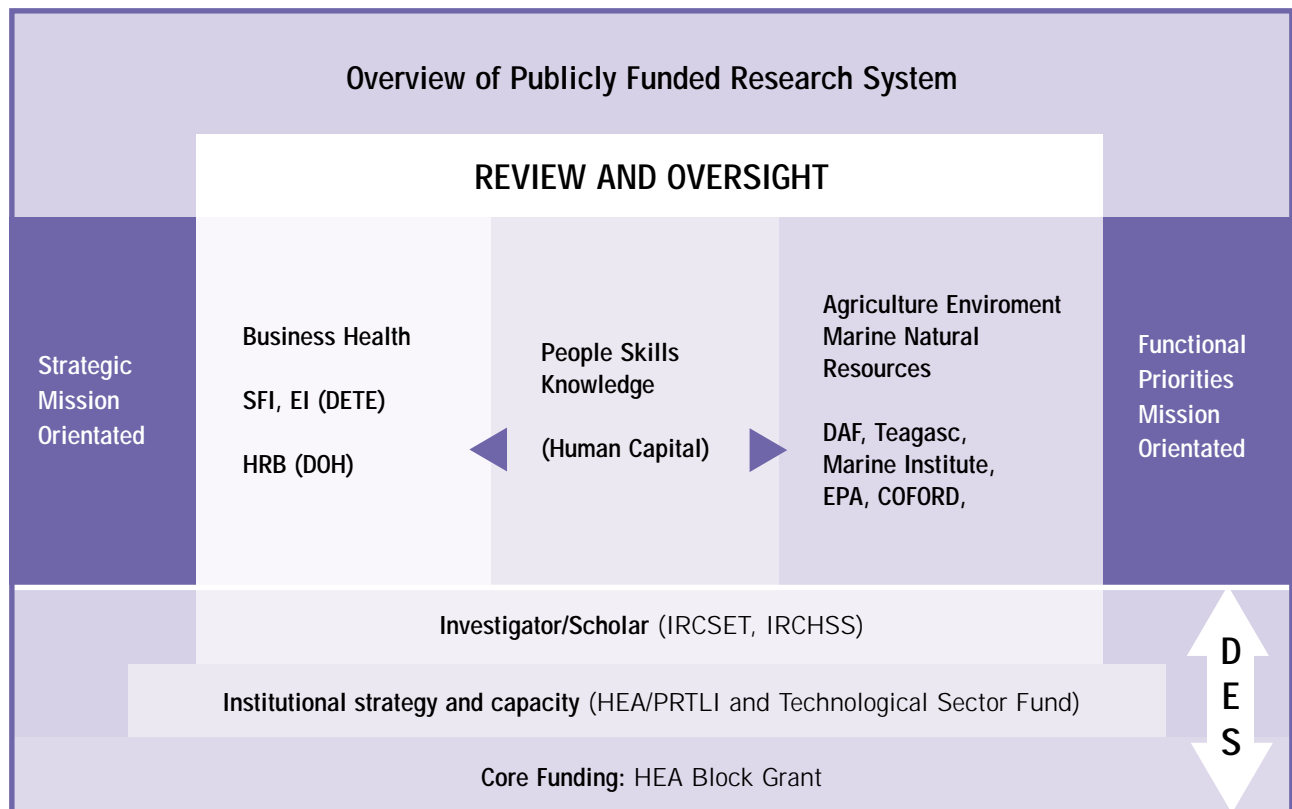 Overview of Publicly Funded Research System
REVIEW AND OVERSIGHT
Strategic
Mission
Orientated
Business Health
SFI, EI (DETE)
HRB (DOH)
People Skills
Knowledge
(Human Capital)
Agriculture Enviroment
Marine Natural
Resources
DAF, Teagasc,
Marine Institute,
EPA, COFORD,
Functional
Priorities
Mission
Orientated
Investigator/Scholar (IRCSET, IRCHSS)
Institutional strategy and capacity (HEA/PRTLI and Technological Sector Fund)
Core Funding: HEA Block Grant
D
E
S